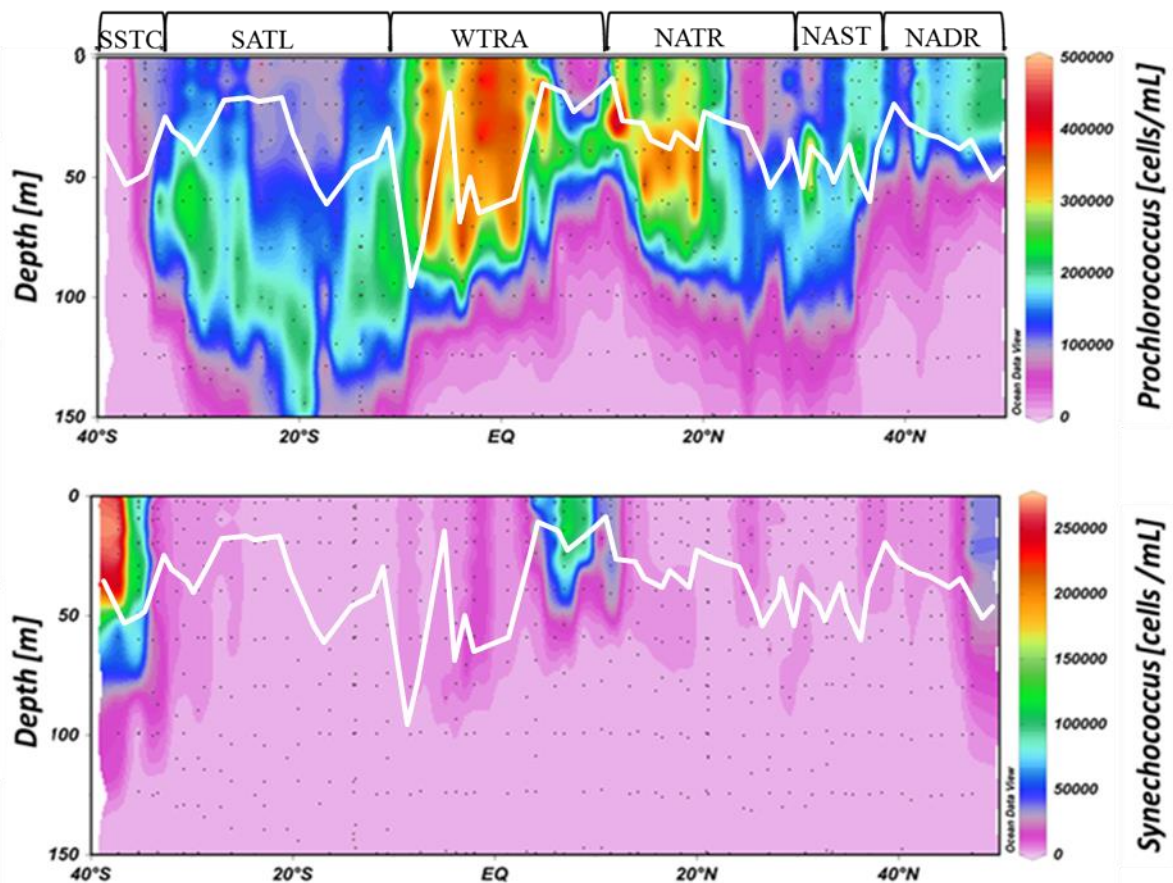 SSTC SATL WTRA NATR NAST NADR
0
50
100
150
Depth [m]
40°S 20°S EQ 20°N 40°N
Ocean Data View
500000
400000
300000
200000
100000
0
Prochlorococcus [cells/mL]
0
50
100
150
Depth [m]
40°S 20°S EQ 20°N 40°N
Ocean Data View
250000
200000
150000
100000
50000
0
Synechococcus [cells /mL]